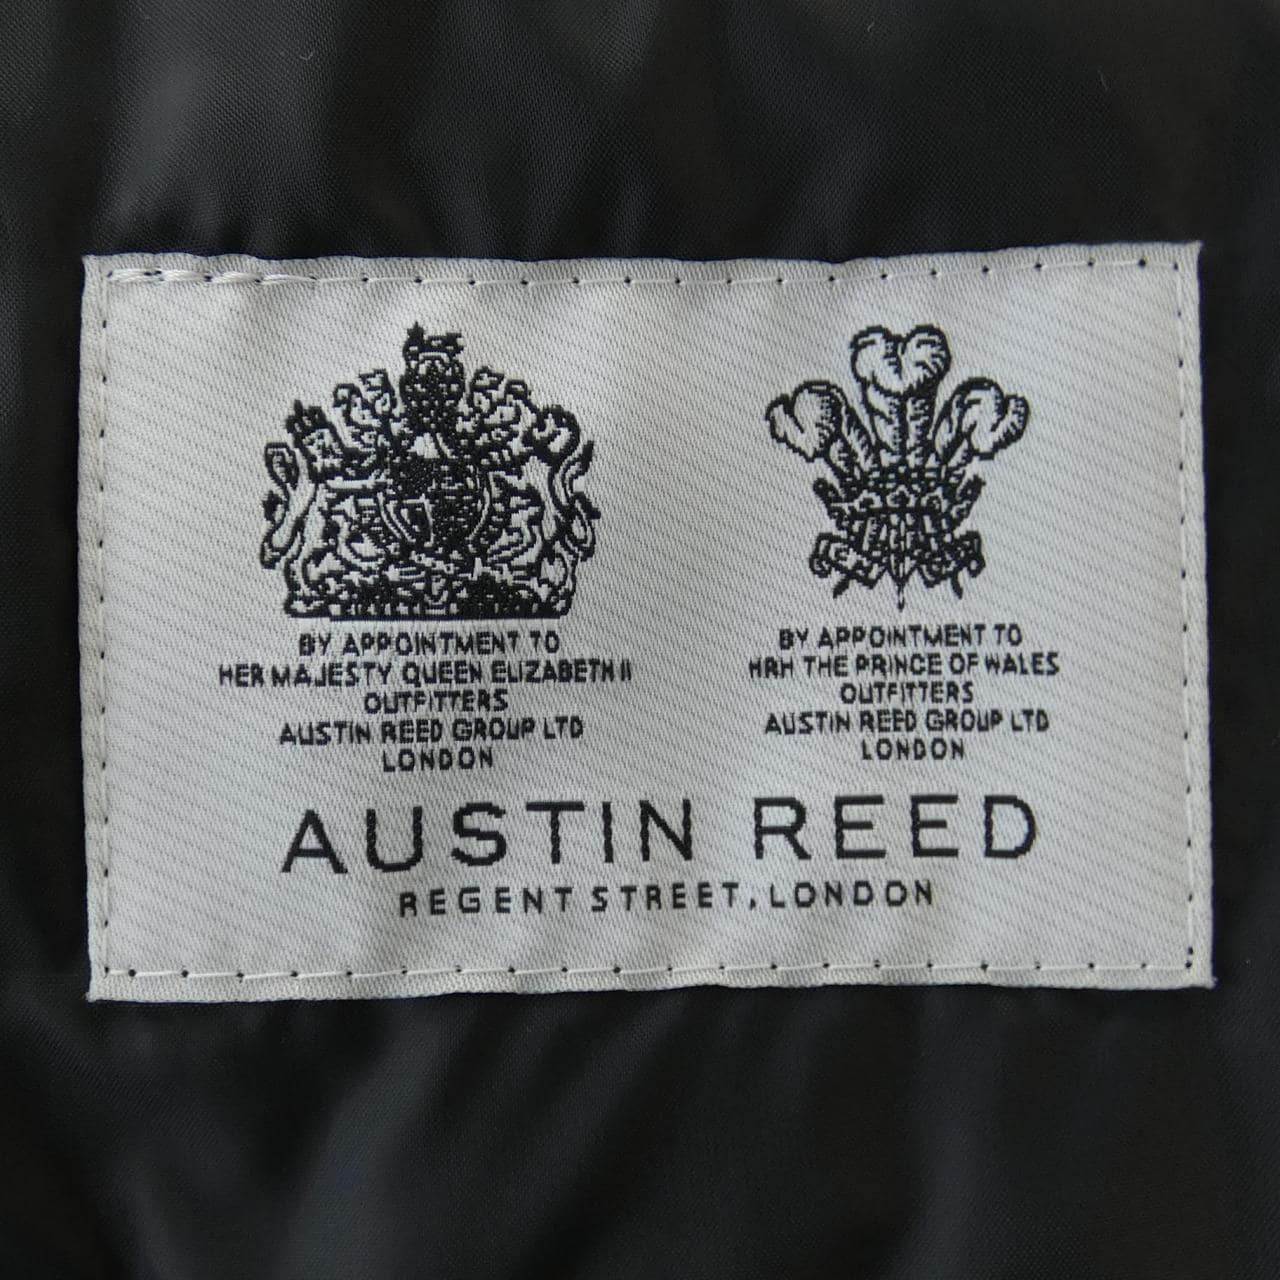 BY APPOINTMENT TO
HER MAJESTY QUEEN ELIZABETH II
OUTFITTERS
AUSTIN REED GROUP LTD
LONDON
BY APPOINTMENT TO
HRH THE PRINCE OF WALES
OUTFITTERS
AUSTIN REED GROUP LTD
LONDON
AUSTIN REED
REGENT STREET, LONDON